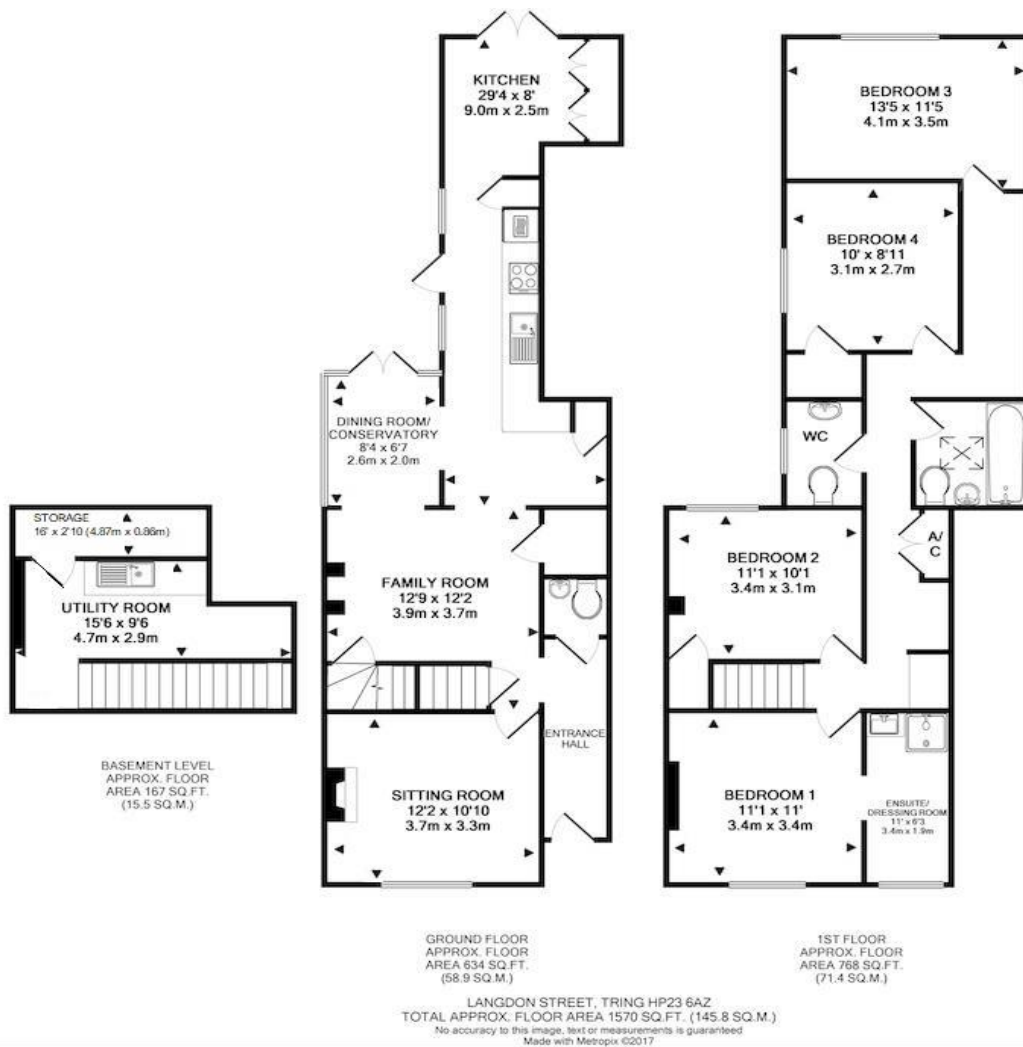 KITCHEN
29'4 x 8'
9.0m x 2.5m
DINING ROOM/
CONSERVATORY
8'4 x 6'7
2.6m x 2.0m
FAMILY ROOM
12'9 x 12'2
3.9m x 3.7m
ENTRANCE
HALL
SITTING ROOM
12'2 x 10'10
3.7m x 3.3m
STORAGE
16' x 2'10 (4.87m x 0.86m)
UTILITY ROOM
15'6 x 9'6
4.7m x 2.9m
BASEMENT LEVEL
APPROX. FLOOR
AREA 167 SQ.FT.
(15.5 SQ.M.)
BEDROOM 3
13'5 x 11'5
4.1m x 3.5m
BEDROOM 4
10' x 8'11
3.1m x 2.7m
WC
A/
C
BEDROOM 2
11'1 x 10'1
3.4m x 3.1m
BEDROOM 1
11'1 x 11'
3.4m x 3.4m
ENSUITE/
DRESSING ROOM
11' x 6'3
3.4m x 1.9m
GROUND FLOOR
APPROX. FLOOR
AREA 634 SQ.FT.
(58.9 SQ.M.)
1ST FLOOR
APPROX. FLOOR
AREA 768 SQ.FT.
(71.4 SQ.M.)
LANGDON STREET, TRING HP23 6AZ
TOTAL APPROX. FLOOR AREA 1570 SQ.FT. (145.8 SQ.M.)
No accuracy to this image, text or measurements is guaranteed
Made with Metropix ©2017